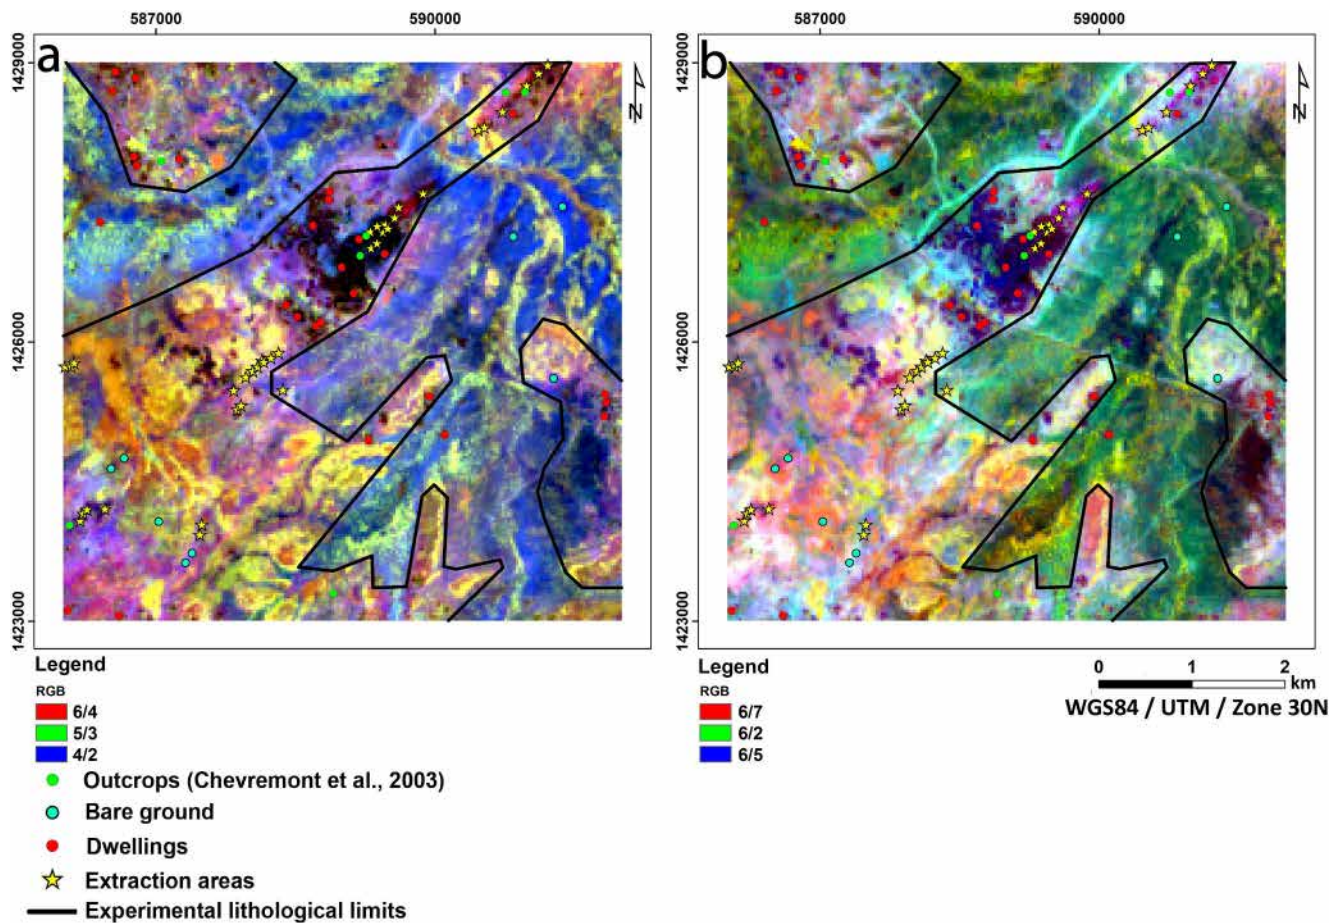 587000 590000
587000 590000
a
b
1429000
1426000
1423000
N
1429000
1426000
1423000
N
Legend
RGB
6/4
5/3
4/2
Outcrops (Chevremont et al., 2003)
Bare ground
Dwellings
Extraction areas
Experimental lithological limits
Legend
RGB
6/7
6/2
6/5
0 1 2
km
WGS84 / UTM / Zone 30N